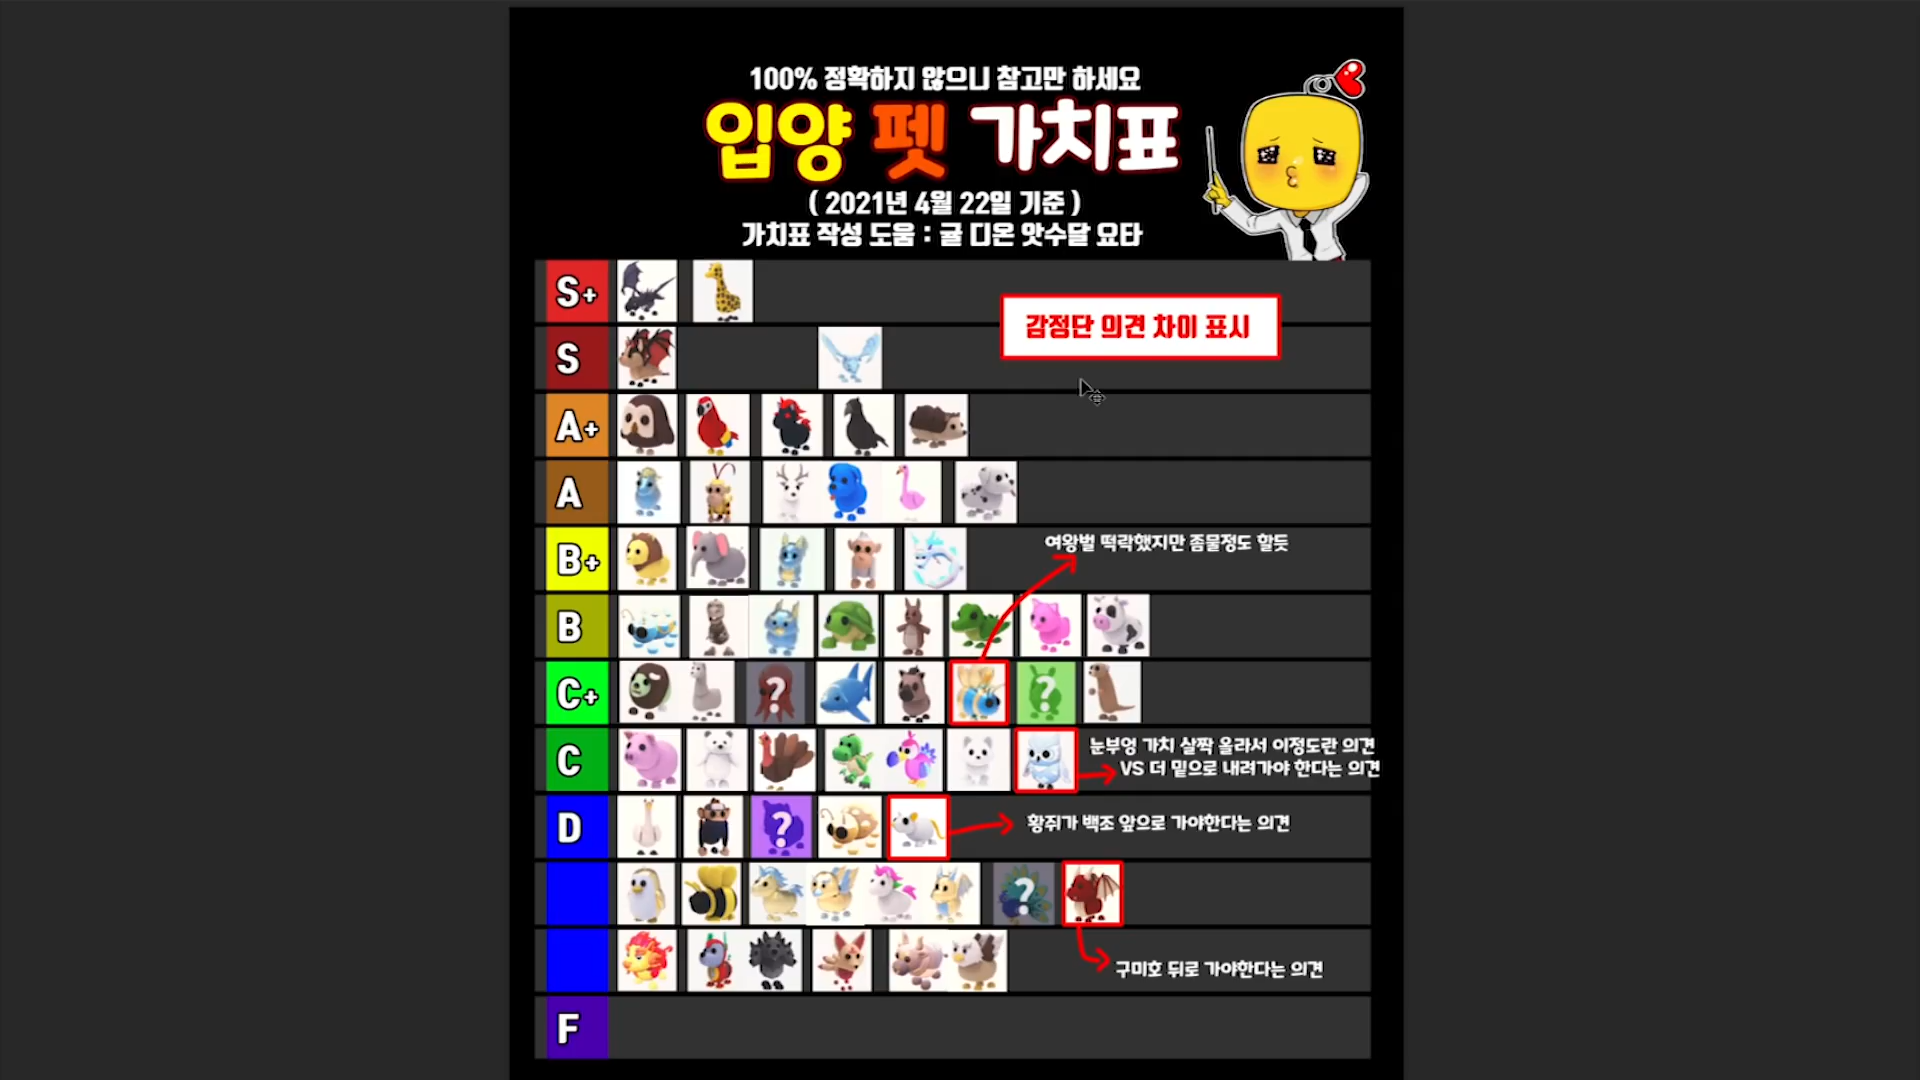 100% 정확하지 않으니 참고만 하세요
입양 펫 가치표
( 2021년 4월 22일 기준 )
가치표 작성 도움 : 귤 디온 앗수달 요타
S+
감정단 의견 차이 표시
S
A+
A
B+
여왕벌 떡락했지만 좀물정도 할듯
B
C+
?
?
C
눈부엉 가치 살짝 올라서 이정도란 의견
VS 더 밑으로 내려가야 한다는 의견
D
?
황쥐가 백조 앞으로 가야한다는 의견
?
구미호 뒤로 가야한다는 의견
F